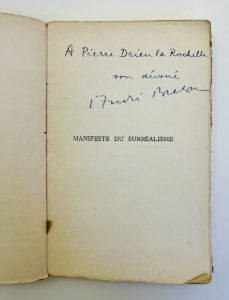 A Pierre Drieu la Rochelle
son dévoué
André Breton
MANIFESTE DU SURRÉALISME